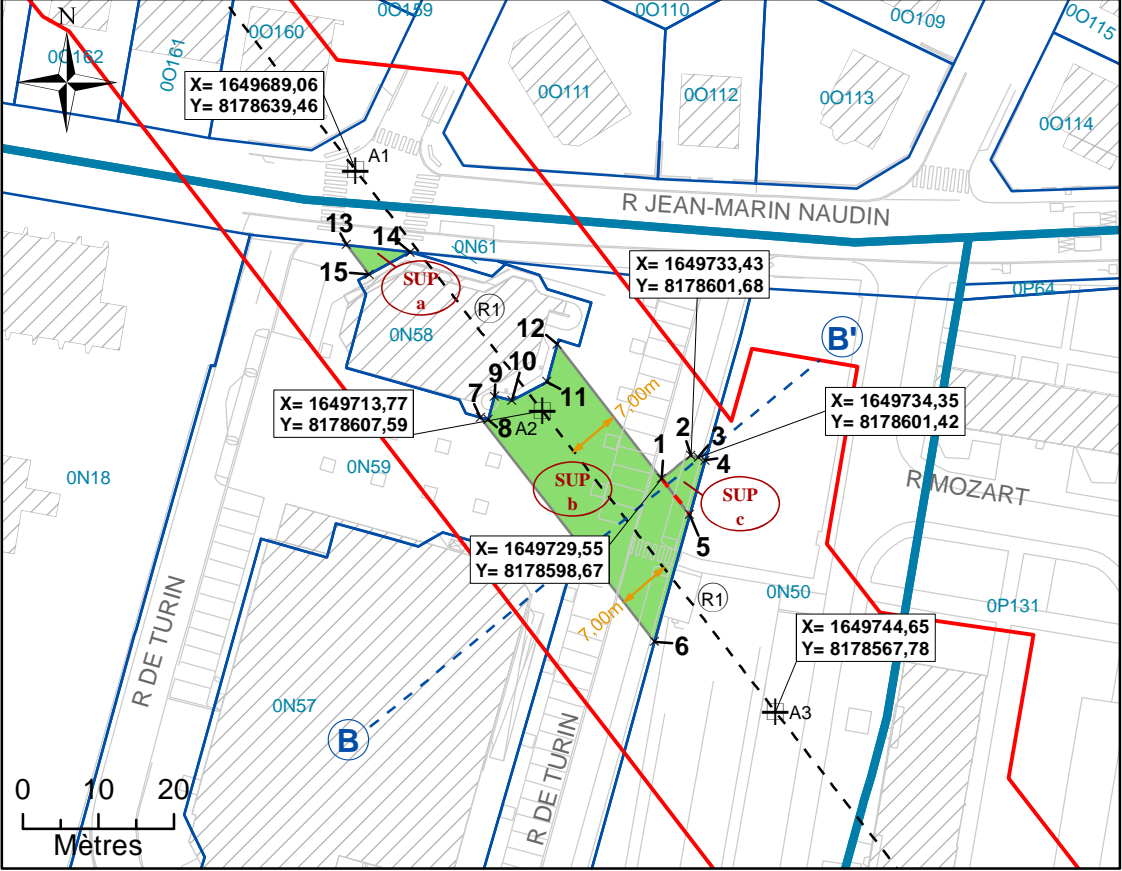 N
0O162
0O161
0O160
0O159
0O110
0O109
0O115
X= 1649689,06
Y= 8178639,46
0O111
0O112
0O113
0O114
A1
R JEAN-MARIN NAUDIN
13
14
15
0N61
SUP
a
X= 1649733,43
Y= 8178601,68
0P64
R1
0N58
12
B'
9
10
7
11
8
A2
7,00m
X= 1649713,77
Y= 8178607,59
X= 1649734,35
Y= 8178601,42
2
3
1
4
0N18
0N59
SUP
b
SUP
c
R MOZART
5
X= 1649729,55
Y= 8178598,67
R1
0N50
0P131
7,00m
6
X= 1649744,65
Y= 8178567,78
R DE TURIN
0N57
A3
B
R DE TURIN
0 10 20
Mètres